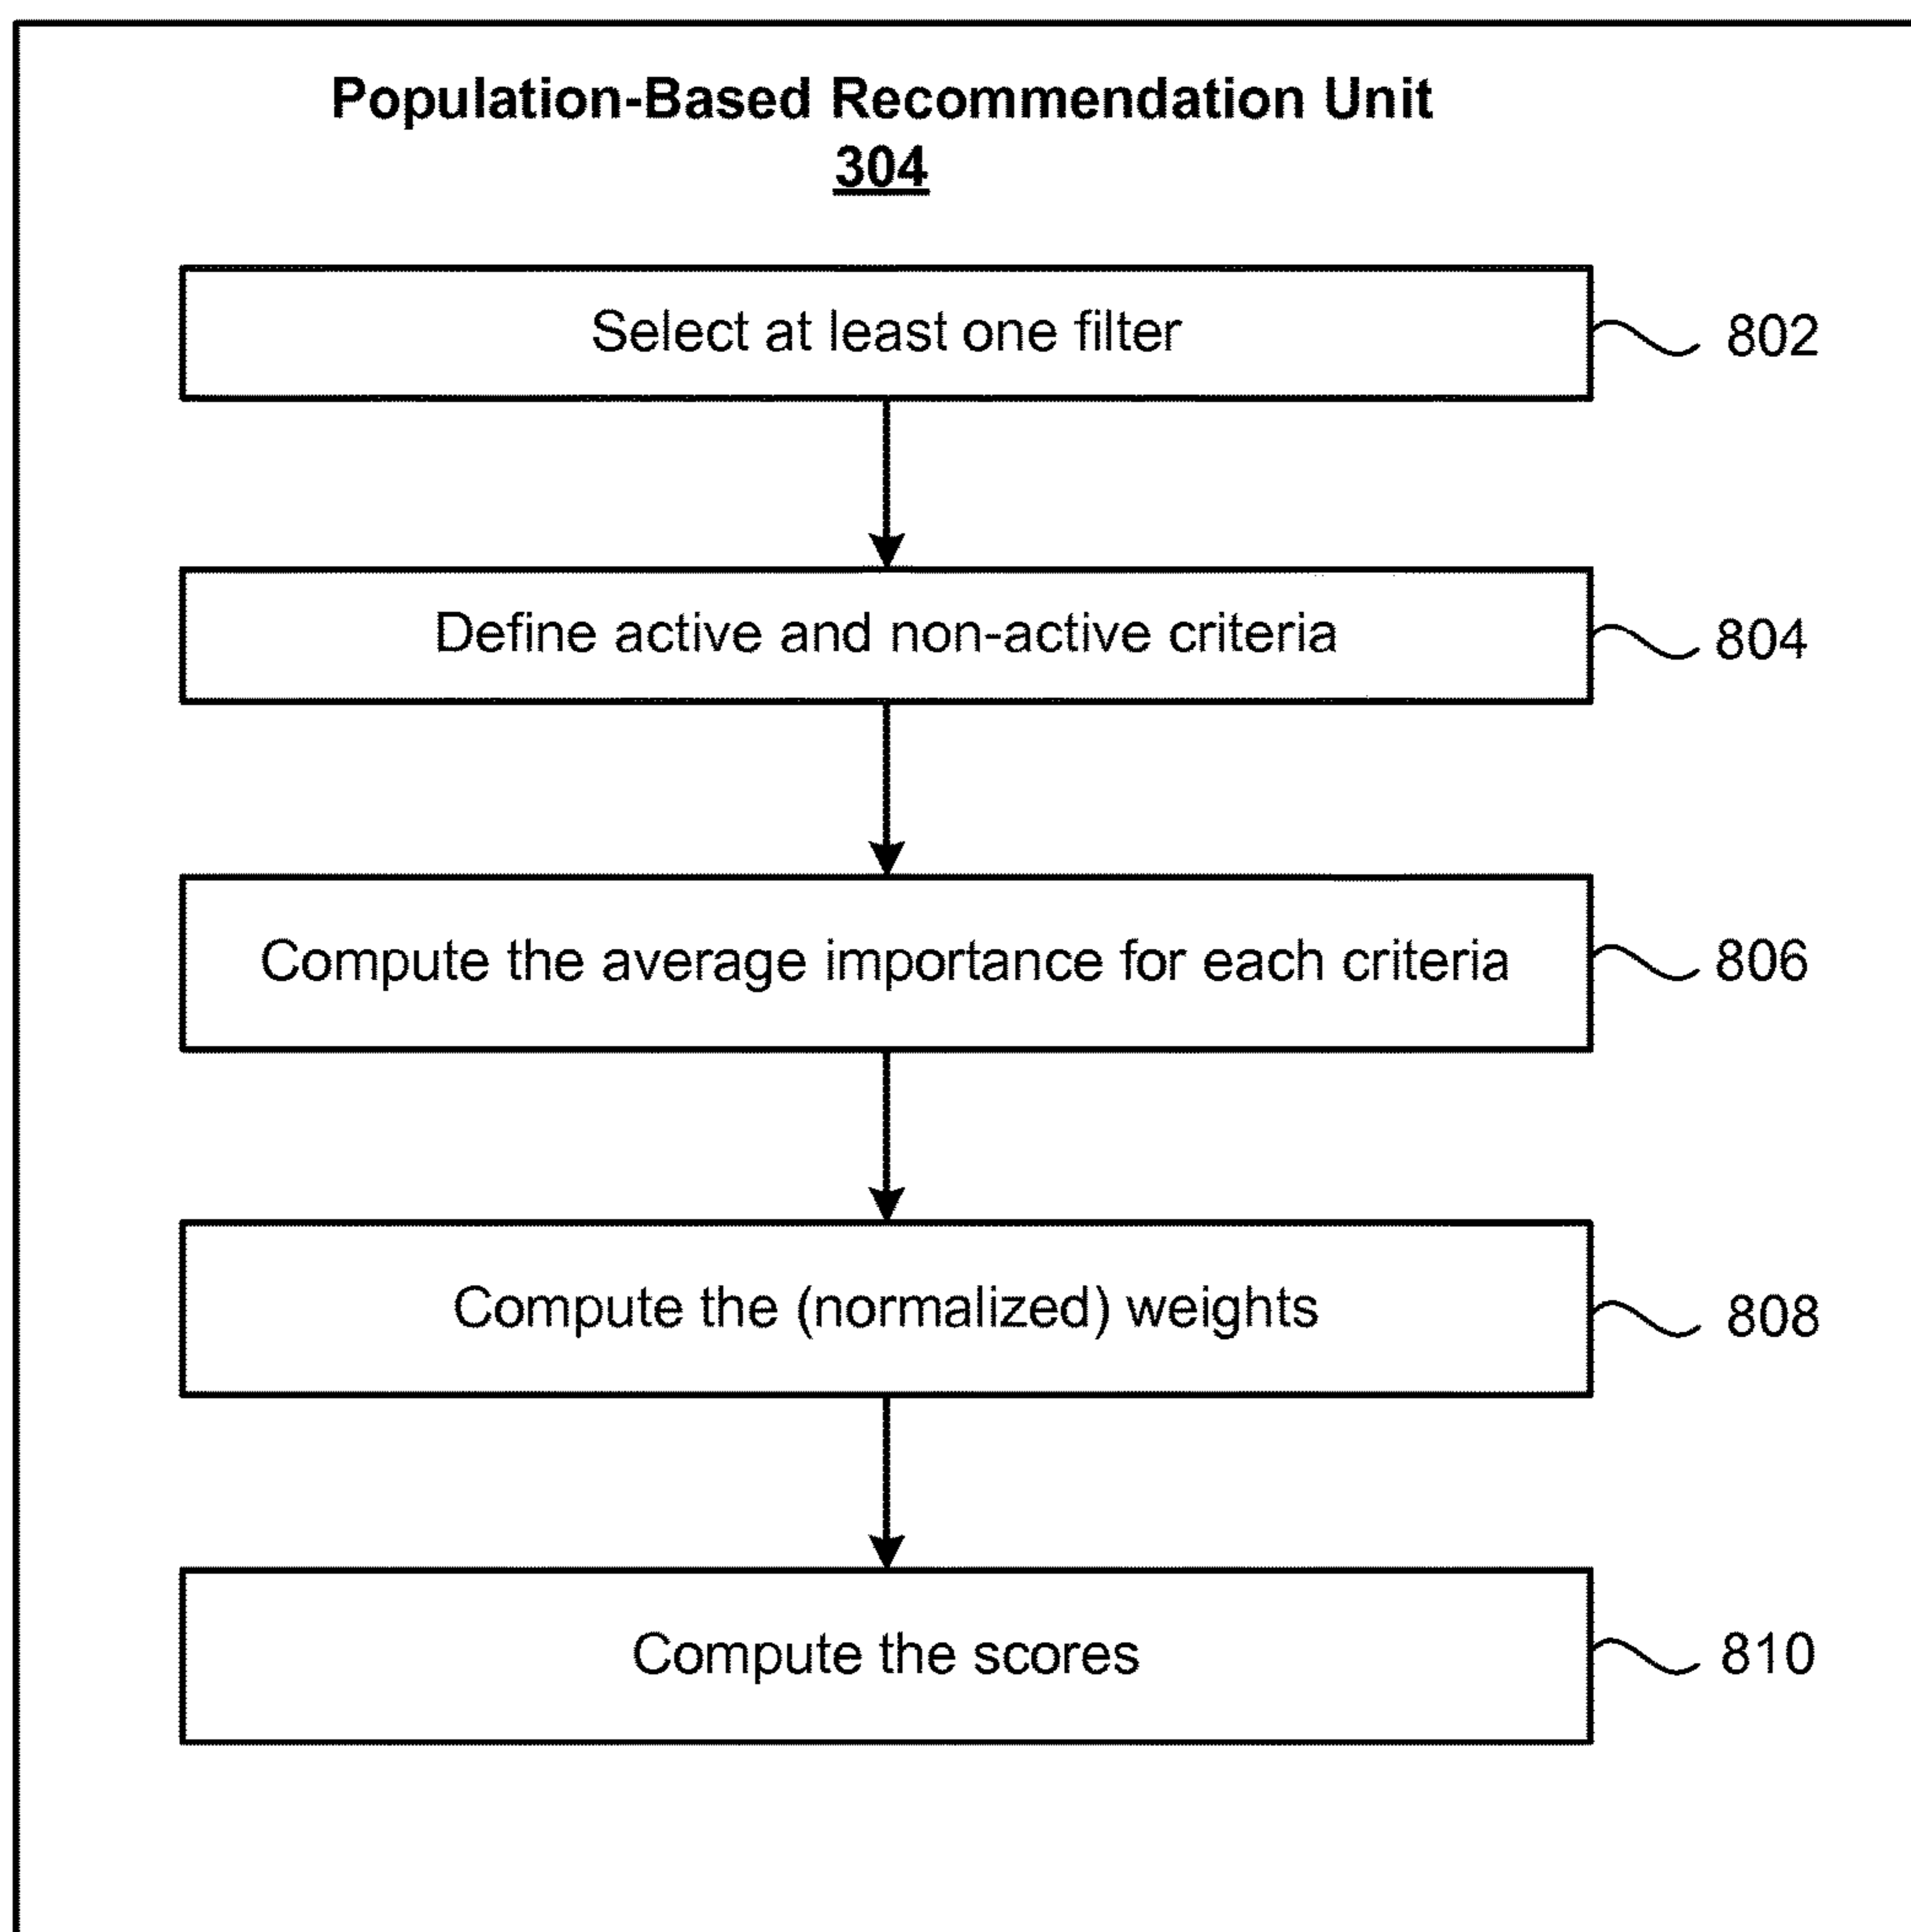 Population-Based Recommendation Unit
304
Select at least one filter
802
Define active and non-active criteria
804
Compute the average importance for each criteria
806
Compute the (normalized) weights
808
Compute the scores
810